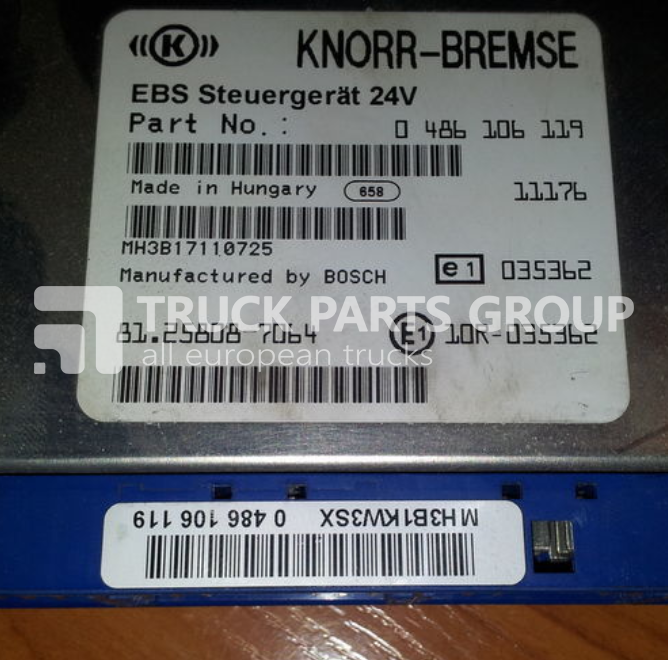 K KNORR-BREMSE
EBS Steuergerät 24V
Part No.: 0 486 106 119
Made in Hungary 658 11176
MH3B17110725
Manufactured by BOSCH e1 035362
TRUCK PARTS GROUP
81.25808-7064 E1 10R-035362
all european trucks
MH3B1KW3SX 0 486 106 119